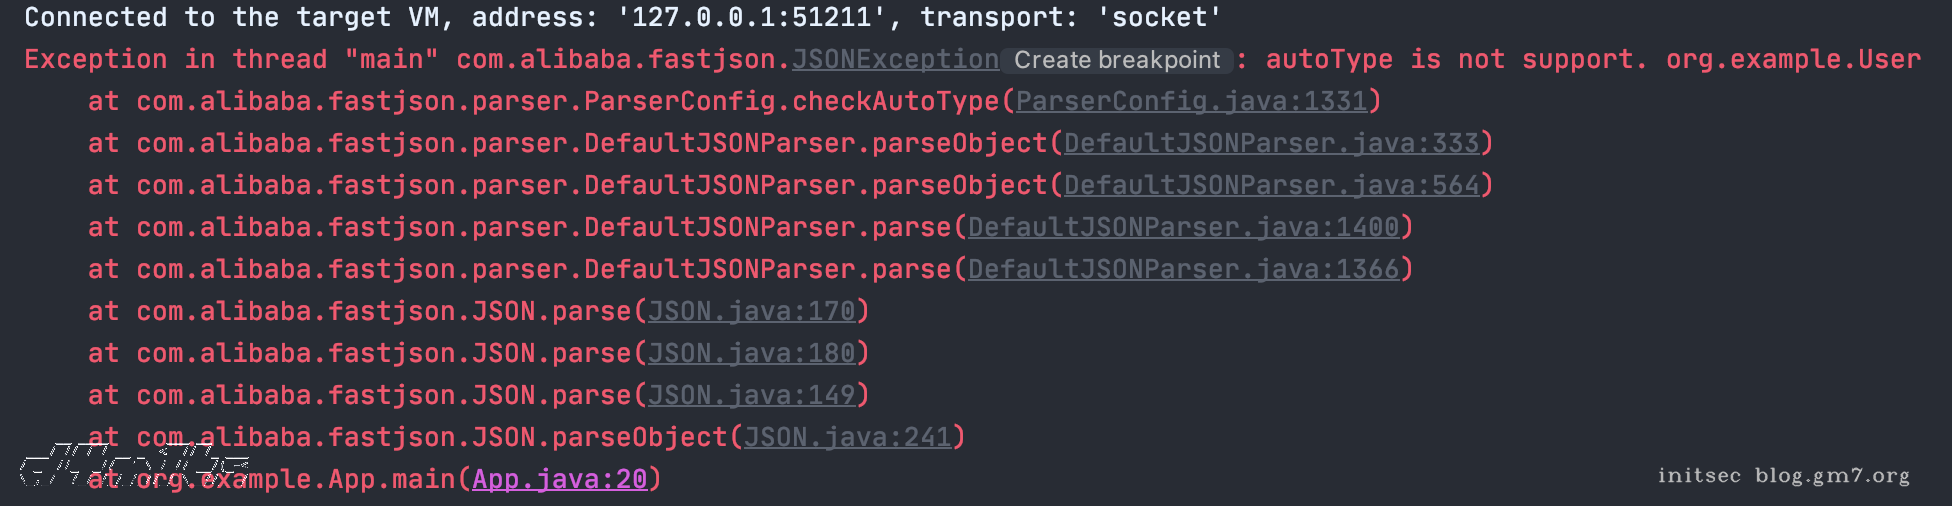 Connected to the target VM, address: '127.0.0.1:51211', transport: 'socket'
Exception in thread "main" com.alibaba.fastjson.JSONException Create breakpoint : autoType is not support. org.example.User
    at com.alibaba.fastjson.parser.ParserConfig.checkAutoType(ParserConfig.java:1331)
    at com.alibaba.fastjson.parser.DefaultJSONParser.parseObject(DefaultJSONParser.java:333)
    at com.alibaba.fastjson.parser.DefaultJSONParser.parseObject(DefaultJSONParser.java:564)
    at com.alibaba.fastjson.parser.DefaultJSONParser.parse(DefaultJSONParser.java:1400)
    at com.alibaba.fastjson.parser.DefaultJSONParser.parse(DefaultJSONParser.java:1366)
    at com.alibaba.fastjson.JSON.parse(JSON.java:170)
    at com.alibaba.fastjson.JSON.parse(JSON.java:180)
    at com.alibaba.fastjson.JSON.parse(JSON.java:149)
    at com.alibaba.fastjson.JSON.parseObject(JSON.java:241)
    at org.example.App.main(App.java:20)
initsec blog.gm7.org